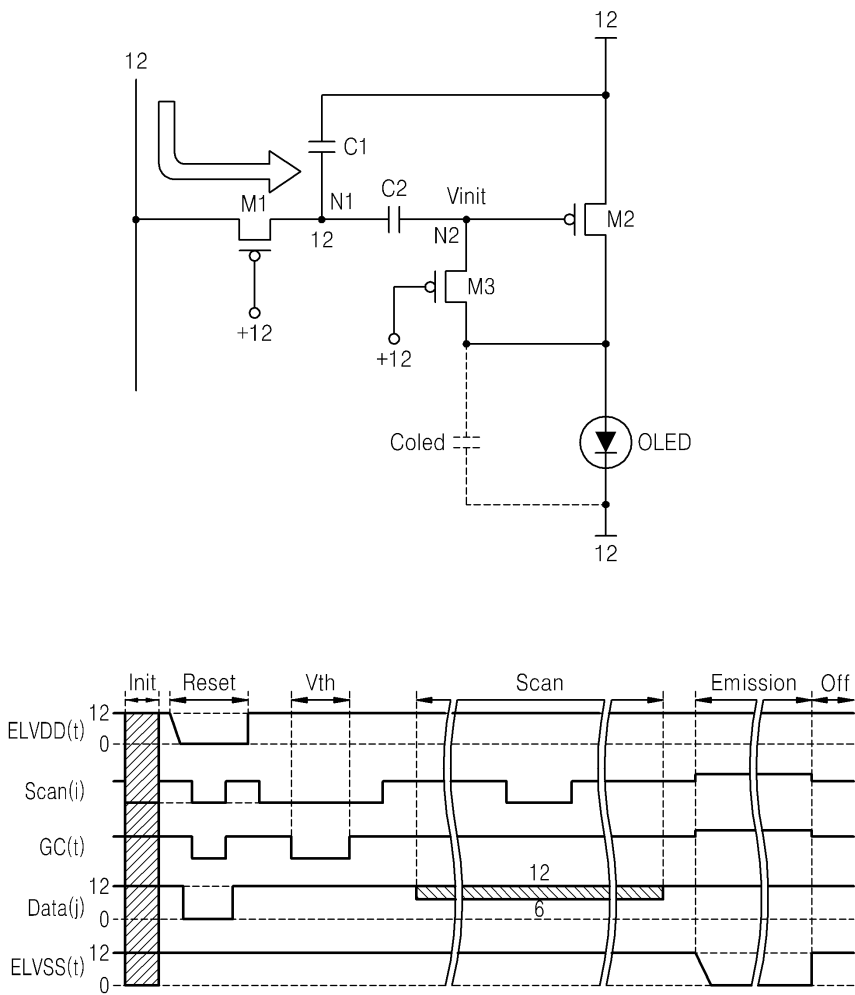 12
12
C1
M1
N1
C2
Vinit
12
N2
M2
M3
+12
+12
Coled
OLED
12
Init Reset Vth Scan Emission Off
ELVDD(t) 12
0
Scan(i)
GC(t)
Data(j) 12
0
12
6
ELVSS(t) 12
0